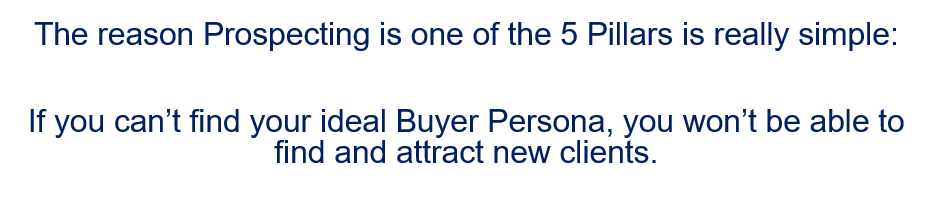 The reason Prospecting is one of the 5 Pillars is really simple:
If you can’t find your ideal Buyer Persona, you won’t be able to
find and attract new clients.